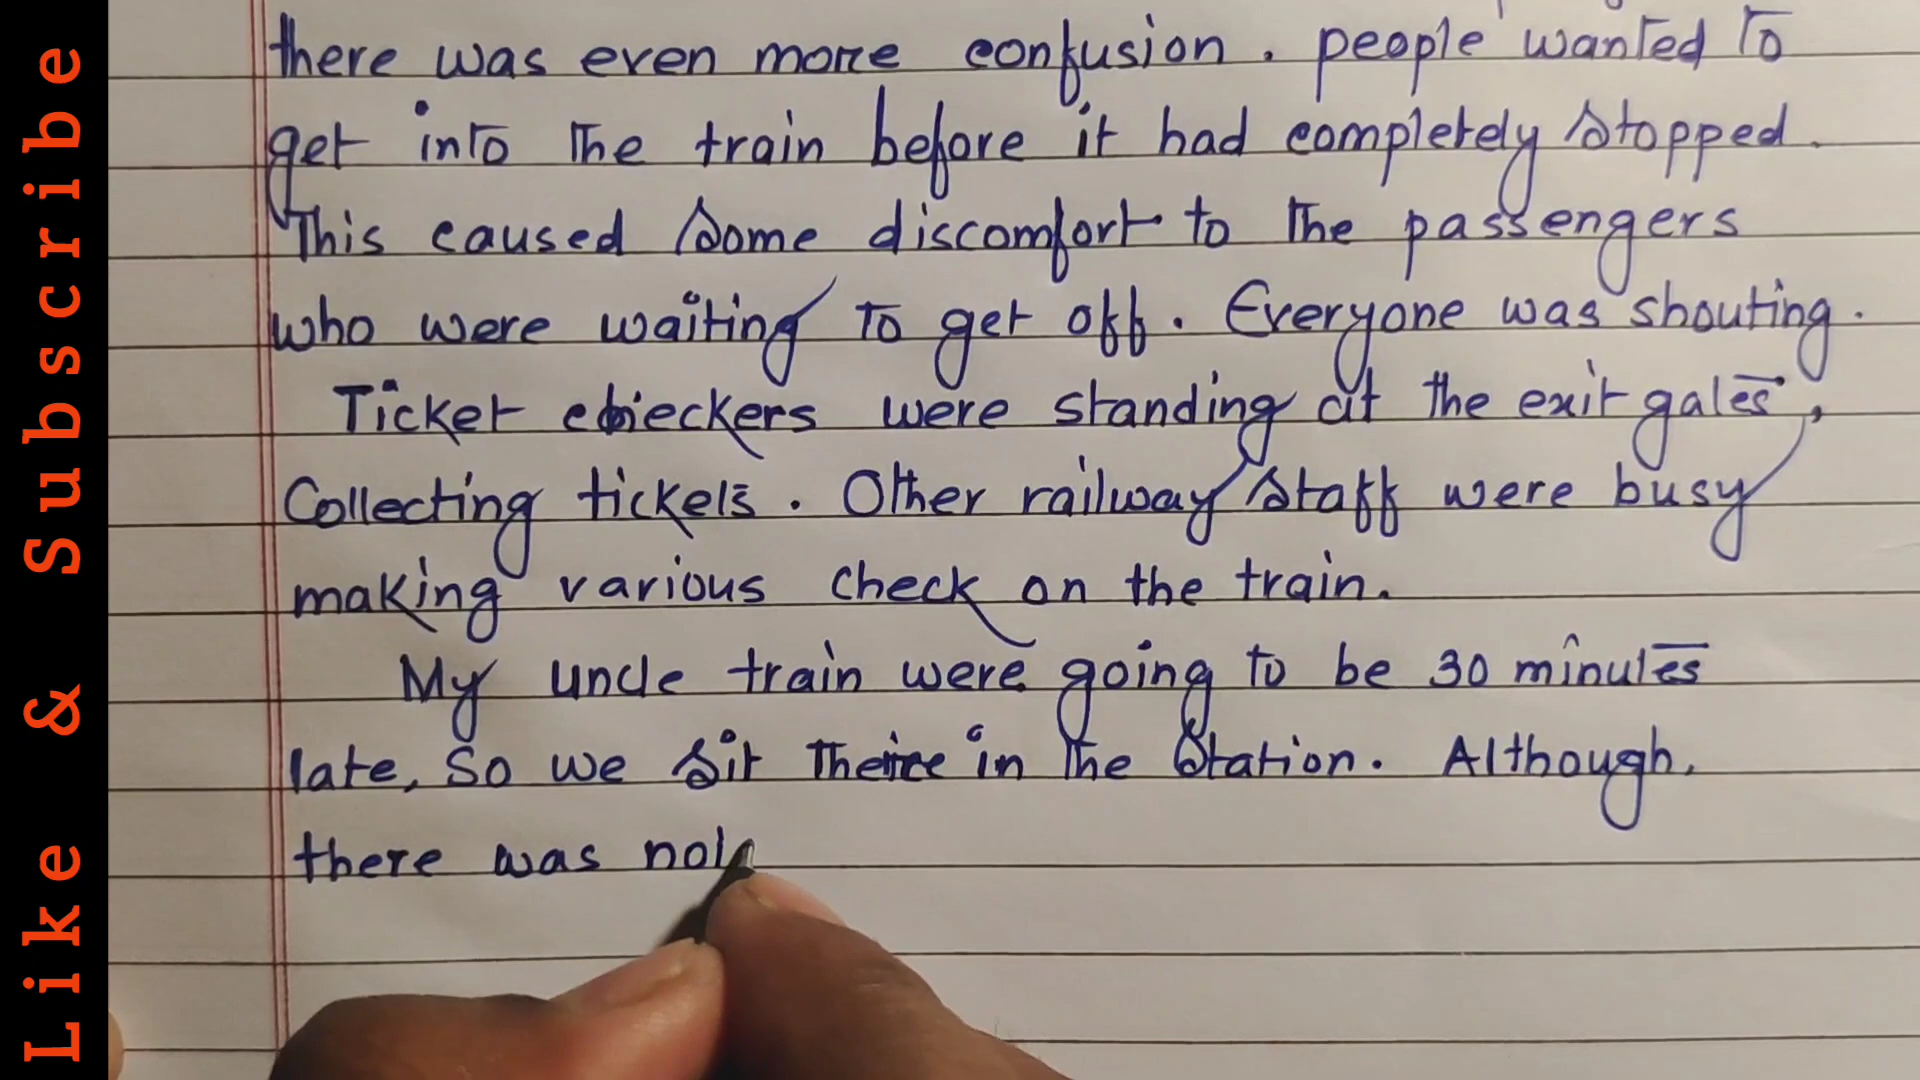 there was even more confusion. people wanted to
get into the train before it had completely stopped.
This caused some discomfort to the passengers
who were waiting to get off. Everyone was shouting.
Ticket checkers were standing at the exit gates,
Collecting tickets. Other railway staff were busy
making various check on the train.
My uncle train were going to be 30 minutes
late, So we sit there in the Station. Although,
there was not
Like & Subscribe